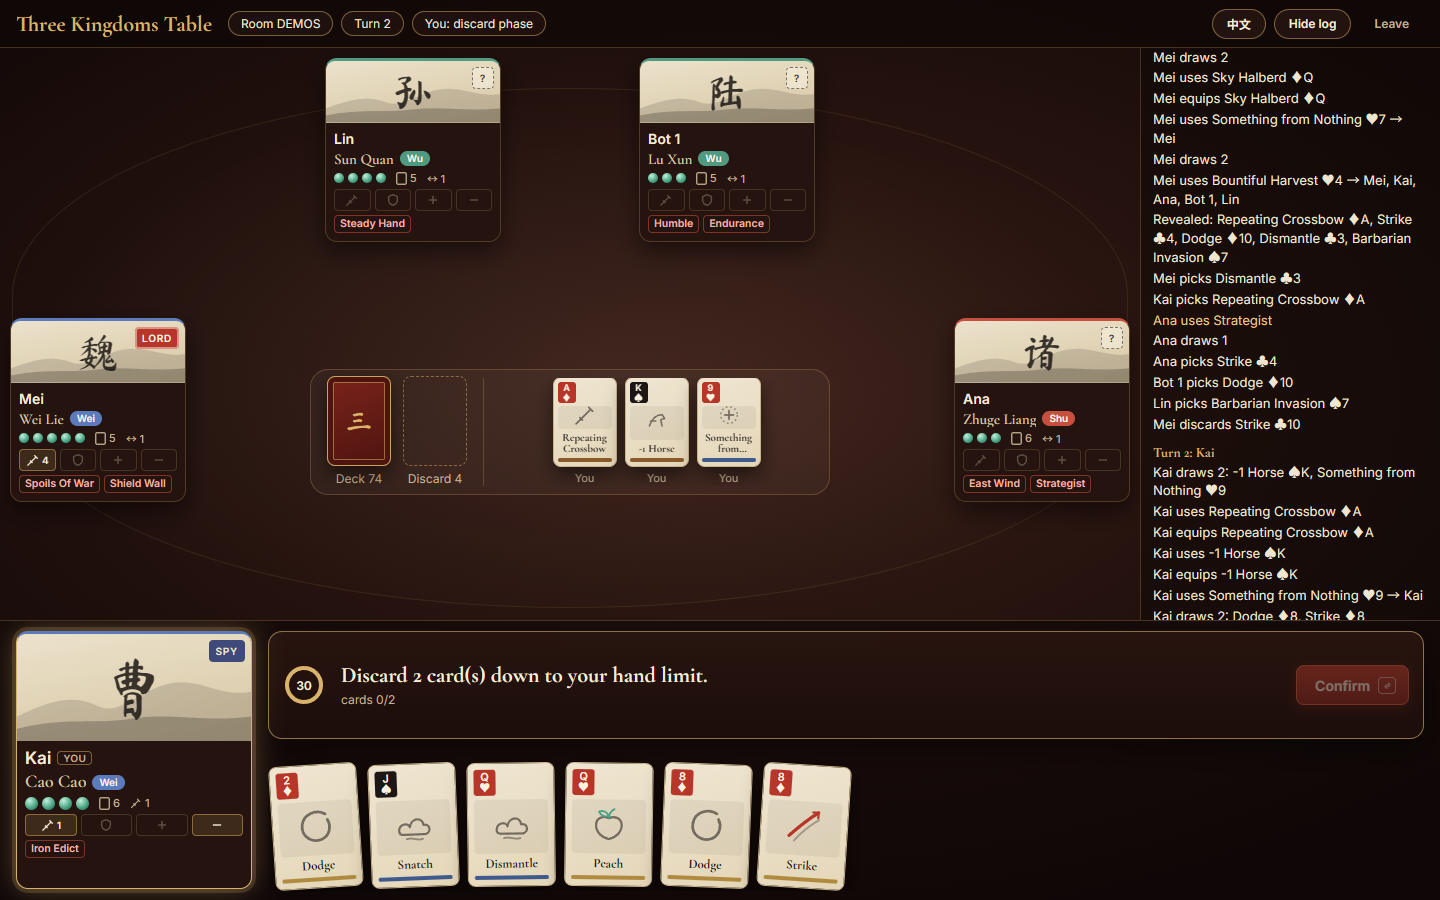 Three Kingdoms Table
Room DEMOS
Turn 2
You: discard phase
中文
Hide log
Leave
孙
?
Lin
Sun Quan Wu
5 ↔1
Steady Hand
陆
?
Bot 1
Lu Xun Wu
5 ↔1
Humble Endurance
魏
LORD
Mei
Wei Lie Wei
5 ↔1
4
Spoils Of War Shield Wall
三
Deck 74
Discard 4
A♦
Repeating
Crossbow
You
K♠
-1 Horse
You
9♥
Something
from...
You
诸
?
Ana
Zhuge Liang Shu
6 ↔1
East Wind Strategist
Mei draws 2
Mei uses Sky Halberd ♦Q
Mei equips Sky Halberd ♦Q
Mei uses Something from Nothing ♥7 →
Mei
Mei draws 2
Mei uses Bountiful Harvest ♥4 → Mei, Kai,
Ana, Bot 1, Lin
Revealed: Repeating Crossbow ♦A, Strike
♣4, Dodge ♦10, Dismantle ♣3, Barbarian
Invasion ♠7
Mei picks Dismantle ♣3
Kai picks Repeating Crossbow ♦A
Ana uses Strategist
Ana draws 1
Ana picks Strike ♣4
Bot 1 picks Dodge ♦10
Lin picks Barbarian Invasion ♠7
Mei discards Strike ♣10
Turn 2: Kai
Kai draws 2: -1 Horse ♠K, Something from
Nothing ♥9
Kai uses Repeating Crossbow ♦A
Kai equips Repeating Crossbow ♦A
Kai uses -1 Horse ♠K
Kai equips -1 Horse ♠K
Kai uses Something from Nothing ♥9 → Kai
Kai draws 2: Dodge ♦8, Strike ♦8
曹
SPY
Kai YOU
Cao Cao Wei
6 1
1
Iron Edict
30
Discard 2 card(s) down to your hand limit.
cards 0/2
Confirm
2♦
Dodge
J♠
Snatch
Q♥
Dismantle
Q♥
Peach
8♦
Dodge
8♦
Strike